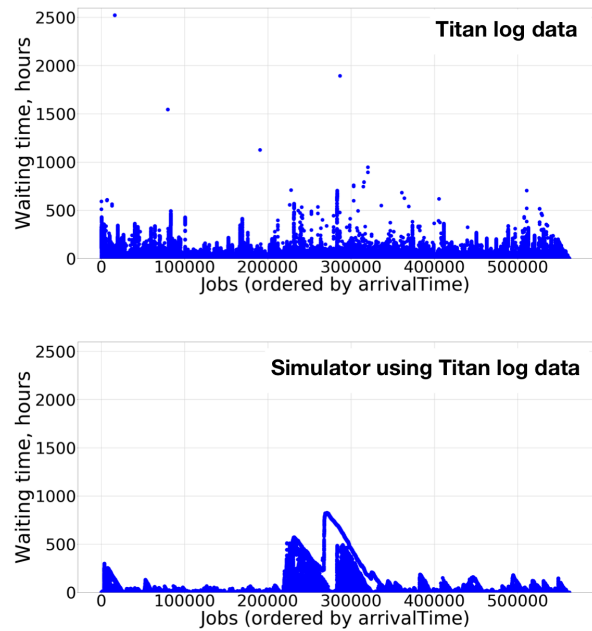 Titan log data
Waiting time, hours
2500
2000
1500
1000
500
0
0 100000 200000 300000 400000 500000
Jobs (ordered by arrivalTime)
Simulator using Titan log data
Waiting time, hours
2500
2000
1500
1000
500
0
0 100000 200000 300000 400000 500000
Jobs (ordered by arrivalTime)